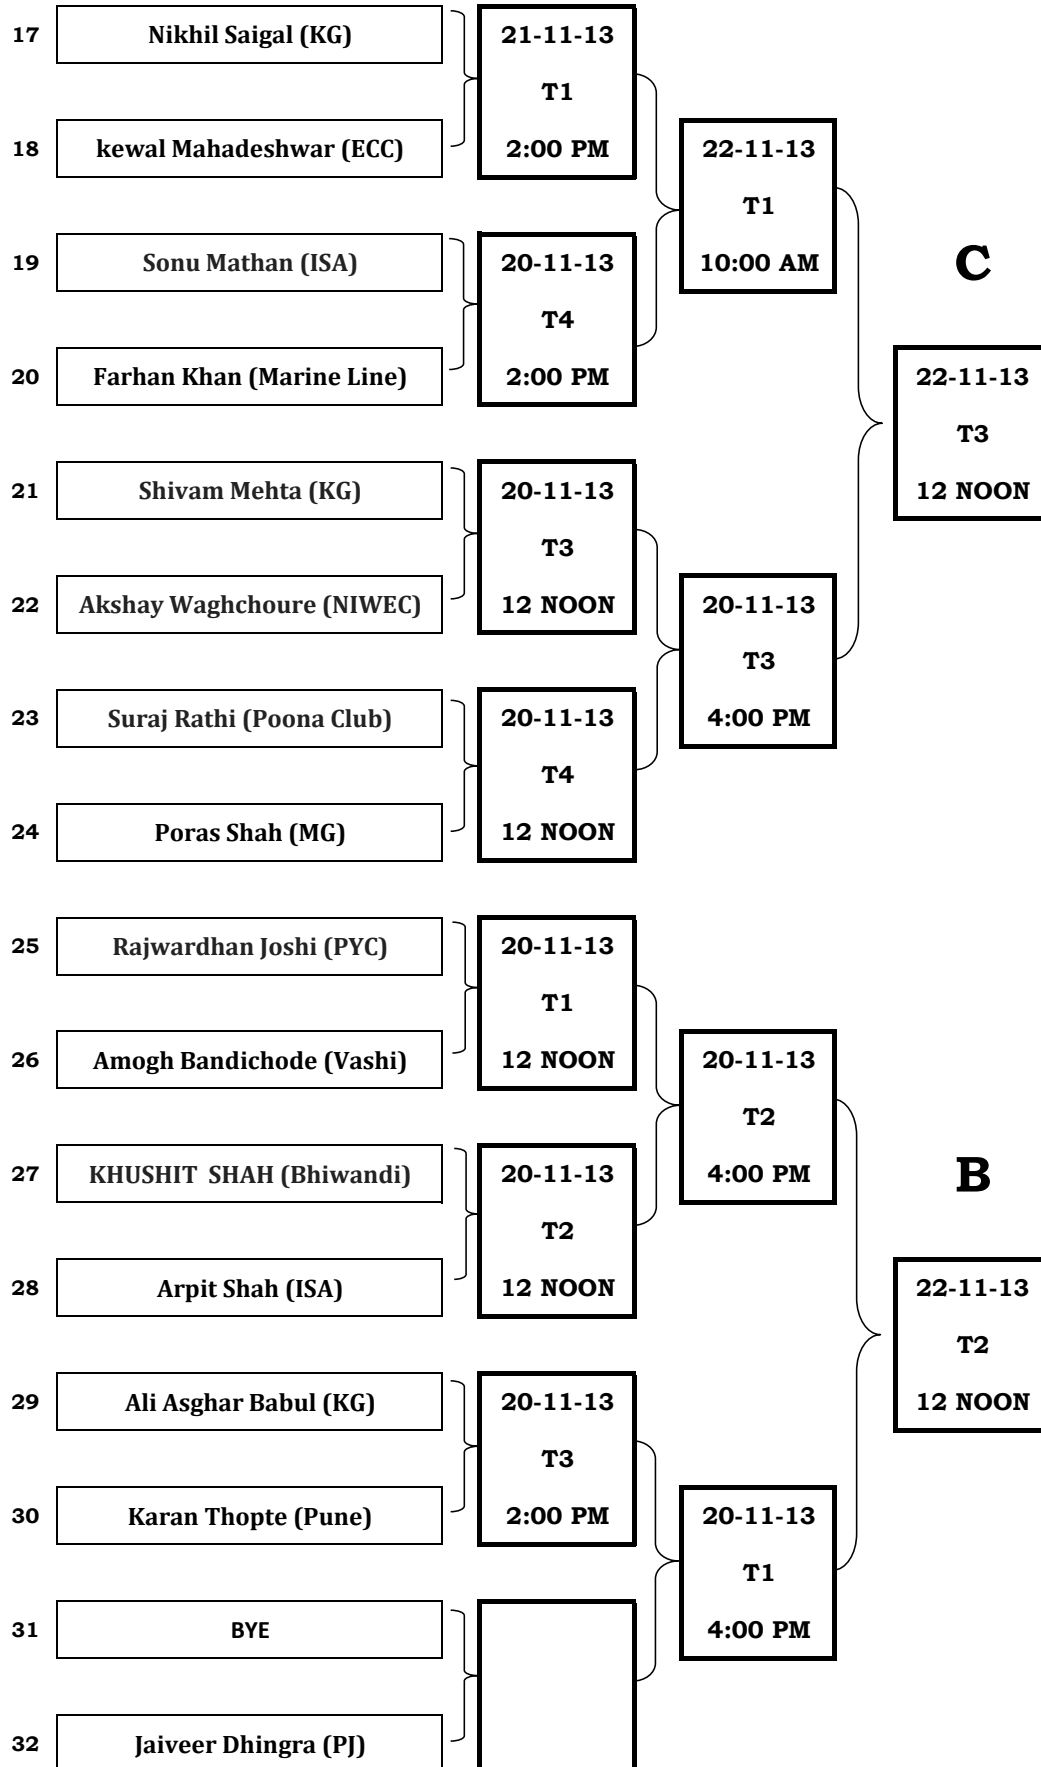 17 Nikhil Saigal (KG) 21-11-13
T1
18 kewal Mahadeshwar (ECC) 2:00 PM 22-11-13
T1
19 Sonu Mathan (ISA) 20-11-13 10:00 AM C
T4
20 Farhan Khan (Marine Line) 2:00 PM 22-11-13
T3
21 Shivam Mehta (KG) 20-11-13 12 NOON
T3
22 Akshay Waghchoure (NIWEC) 12 NOON 20-11-13
T3
23 Suraj Rathi (Poona Club) 20-11-13 4:00 PM
T4
24 Poras Shah (MG) 12 NOON
25 Rajwardhan Joshi (PYC) 20-11-13
T1
26 Amogh Bandichode (Vashi) 12 NOON 20-11-13
T2
27 KHUSHIT SHAH (Bhiwandi) 20-11-13 4:00 PM B
T2
28 Arpit Shah (ISA) 12 NOON 22-11-13
T2
29 Ali Asghar Babul (KG) 20-11-13 12 NOON
T3
30 Karan Thopte (Pune) 2:00 PM 20-11-13
T1
31 BYE 4:00 PM
32 Jaiveer Dhingra (PJ)